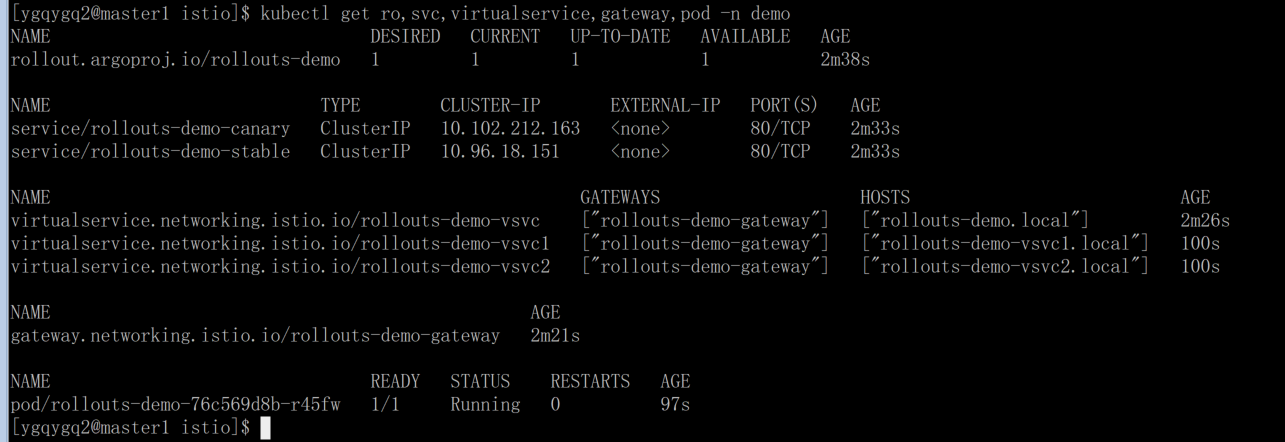 [ygqygq2@master1 istio]$ kubectl get ro,svc,virtualservice,gateway,pod -n demo
NAME DESIRED CURRENT UP-TO-DATE AVAILABLE AGE
rollout.argoproj.io/rollouts-demo 1 1 1 1 2m38s
NAME TYPE CLUSTER-IP EXTERNAL-IP PORT(S) AGE
service/rollouts-demo-canary ClusterIP 10.102.212.163 <none> 80/TCP 2m33s
service/rollouts-demo-stable ClusterIP 10.96.18.151 <none> 80/TCP 2m33s
NAME GATEWAYS HOSTS AGE
virtualservice.networking.istio.io/rollouts-demo-vsvc ["rollouts-demo-gateway"] ["rollouts-demo.local"] 2m26s
virtualservice.networking.istio.io/rollouts-demo-vsvc1 ["rollouts-demo-gateway"] ["rollouts-demo-vsvc1.local"] 100s
virtualservice.networking.istio.io/rollouts-demo-vsvc2 ["rollouts-demo-gateway"] ["rollouts-demo-vsvc2.local"] 100s
NAME AGE
gateway.networking.istio.io/rollouts-demo-gateway 2m21s
NAME READY STATUS RESTARTS AGE
pod/rollouts-demo-76c569d8b-r45fw 1/1 Running 0 97s
[ygqygq2@master1 istio]$